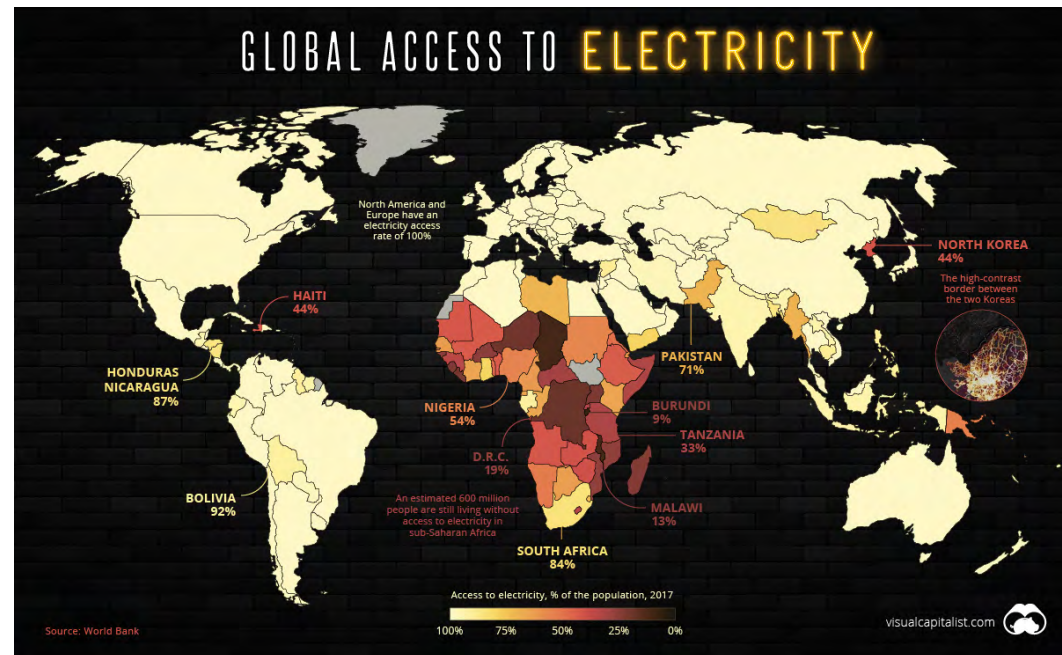 GLOBAL ACCESS TO ELECTRICITY
North America and
Europe have an
electricity access
rate of 100%
NORTH KOREA
44%
The high-contrast
border between
the two Koreas
HAITI
44%
HONDURAS
NICARAGUA
87%
PAKISTAN
71%
NIGERIA
54%
BURUNDI
9%
TANZANIA
33%
D.R.C.
19%
BOLIVIA
92%
An estimated 600 million
people are still living without
access to electricity in
sub-Saharan Africa
MALAWI
13%
SOUTH AFRICA
84%
Access to electricity, % of the population, 2017
100% 75% 50% 25% 0%
Source: World Bank
visualcapitalist.com